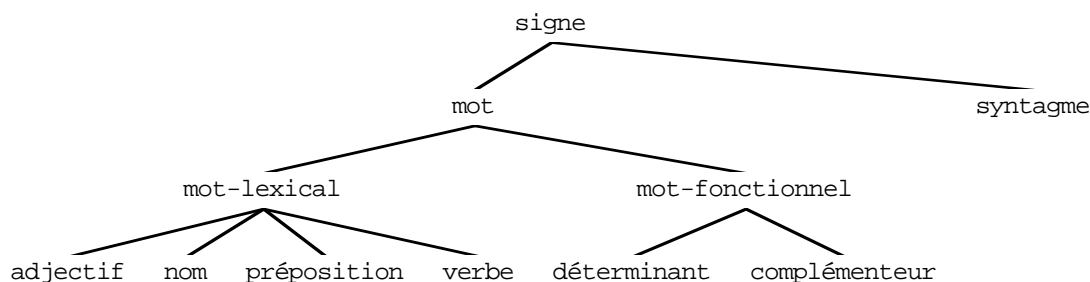 signe
mot syntagme
mot-lexical mot-fonctionnel
adjectif nom préposition verbe déterminant complémenteur